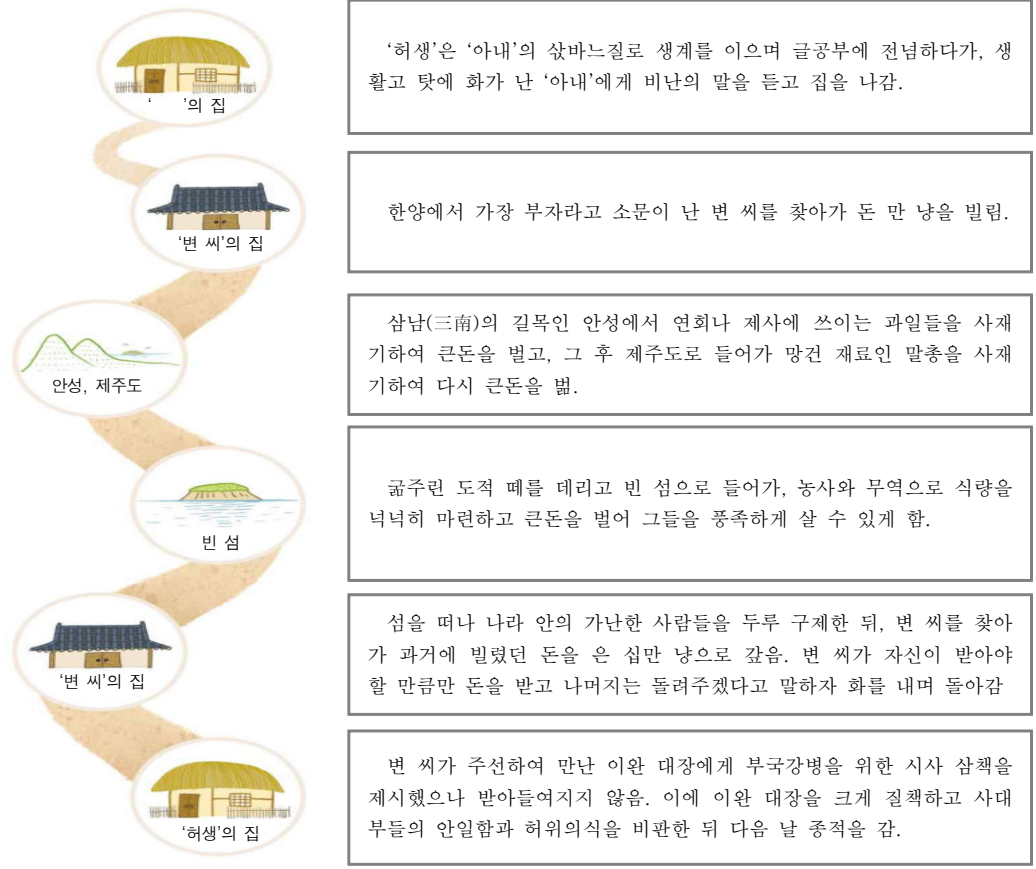 ‘허생’은 ‘아내’의 삯바느질로 생계를 이으며 글공부에 전념하다가, 생
활고 탓에 화가 난 ‘아내’에게 비난의 말을 듣고 집을 나감.
‘    ’의 집
한양에서 가장 부자라고 소문이 난 변 씨를 찾아가 돈 만 냥을 빌림.
‘변 씨’의 집
삼남(三南)의 길목인 안성에서 연회나 제사에 쓰이는 과일들을 사재
기하여 큰돈을 벌고, 그 후 제주도로 들어가 망건 재료인 말총을 사재
기하여 다시 큰돈을 벎.
안성, 제주도
굶주린 도적 떼를 데리고 빈 섬으로 들어가, 농사와 무역으로 식량을
넉넉히 마련하고 큰돈을 벌어 그들을 풍족하게 살 수 있게 함.
빈 섬
섬을 떠나 나라 안의 가난한 사람들을 두루 구제한 뒤, 변 씨를 찾아
가 과거에 빌렸던 돈을 은 십만 냥으로 갚음. 변 씨가 자신이 받아야
할 만큼만 돈을 받고 나머지는 돌려주겠다고 말하자 화를 내며 돌아감
‘변 씨’의 집
변 씨가 주선하여 만난 이완 대장에게 부국강병을 위한 시사 삼책을
제시했으나 받아들여지지 않음. 이에 이완 대장을 크게 질책하고 사대
부들의 안일함과 허위의식을 비판한 뒤 다음 날 종적을 감.
‘허생’의 집